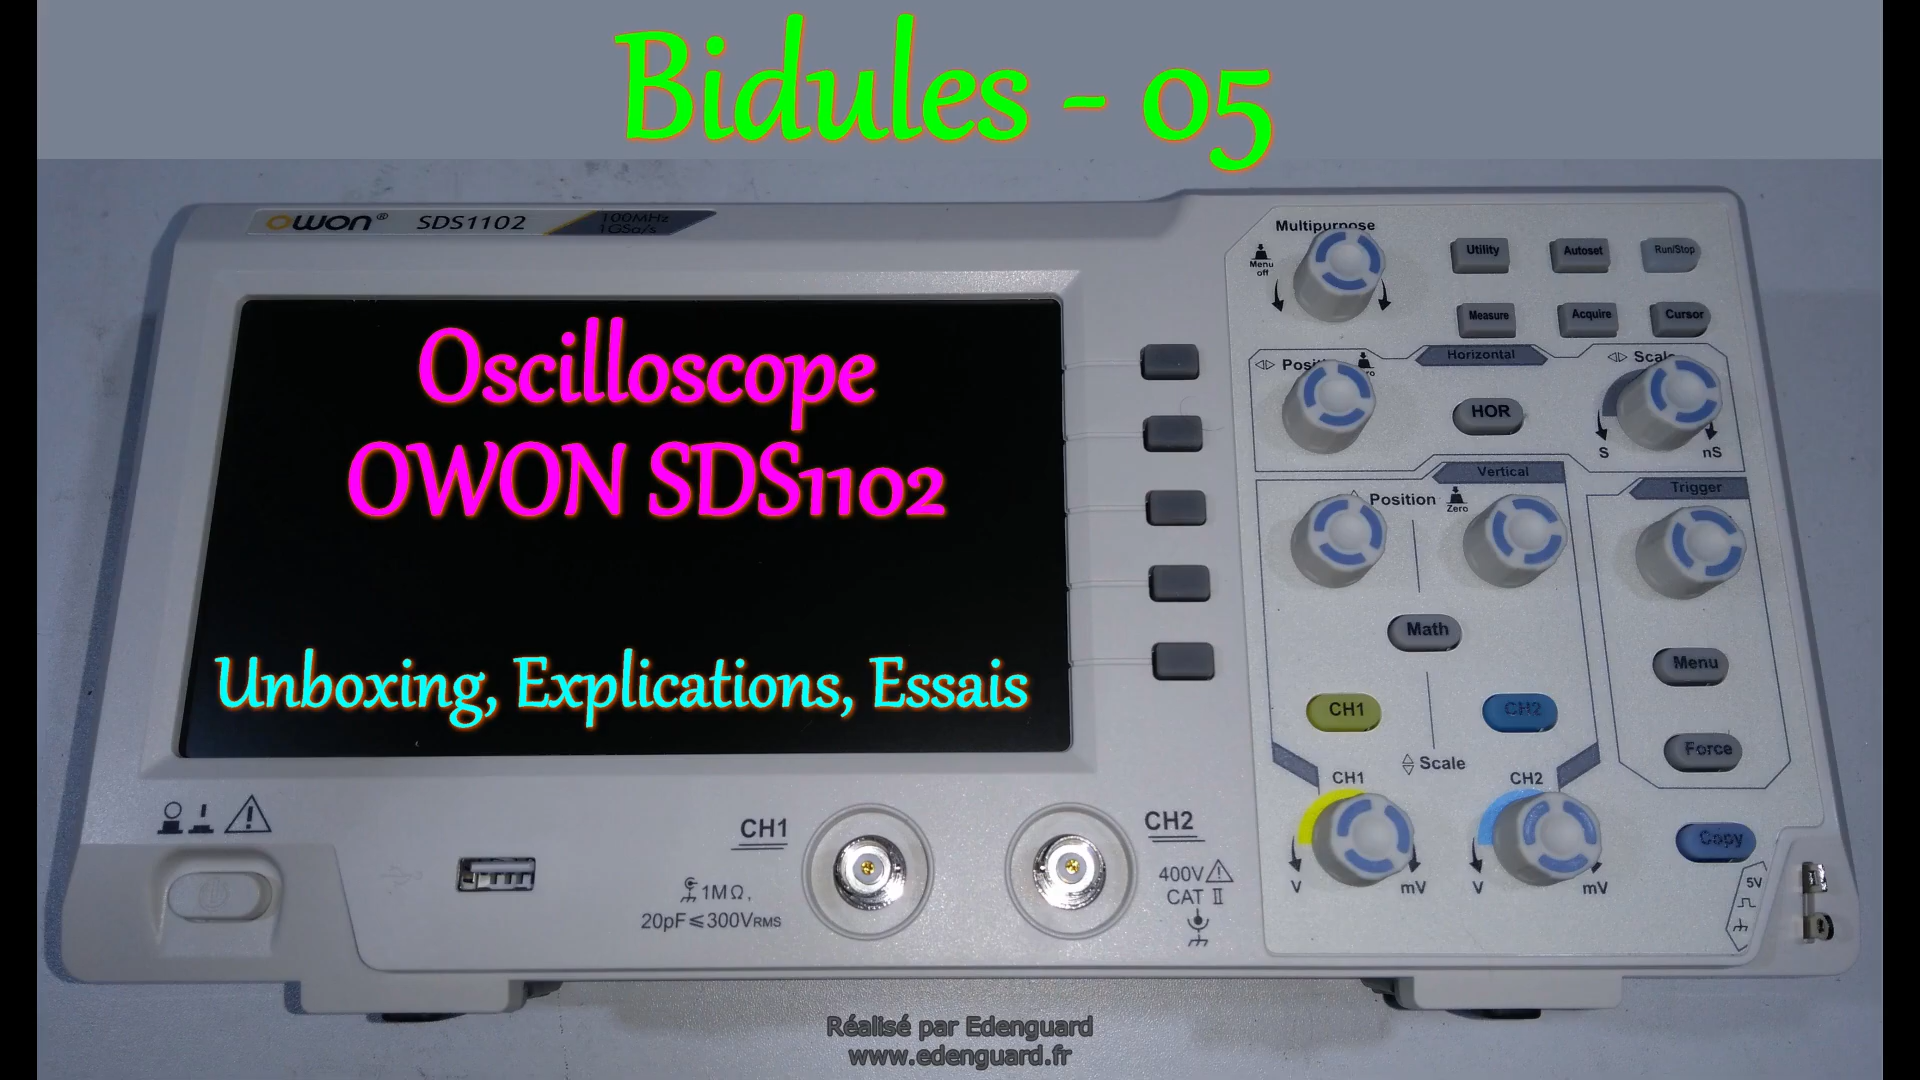 Bidules - 05
OWON® SDS1102 100MHz
1GSa/s
Oscilloscope
OWON SDS1102
Unboxing, Explications, Essais
Multipurpose
Menu
off
Utility Autoset Run/Stop
Measure Acquire Cursor
Horizontal
HOR
S nS
Vertical
Position
Zero
Trigger
Math
Menu
CH1 CH2
Force
Scale
CH1 CH2
V mV V mV
Copy
5V
CH1
1MΩ,
20pF≤300VRMS
CH2
400V
CAT II
Réalisé par Edenguard
www.edenguard.fr